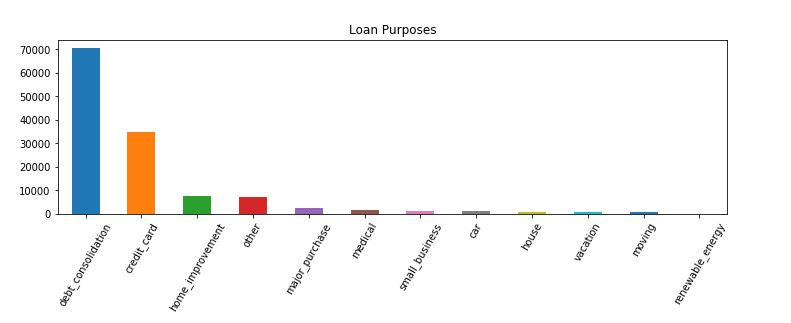 Loan Purposes
70000
60000
50000
40000
30000
20000
10000
0
debt_consolidation
credit_card
home_improvement
other
major_purchase
medical
small_business
car
house
vacation
moving
renewable_energy